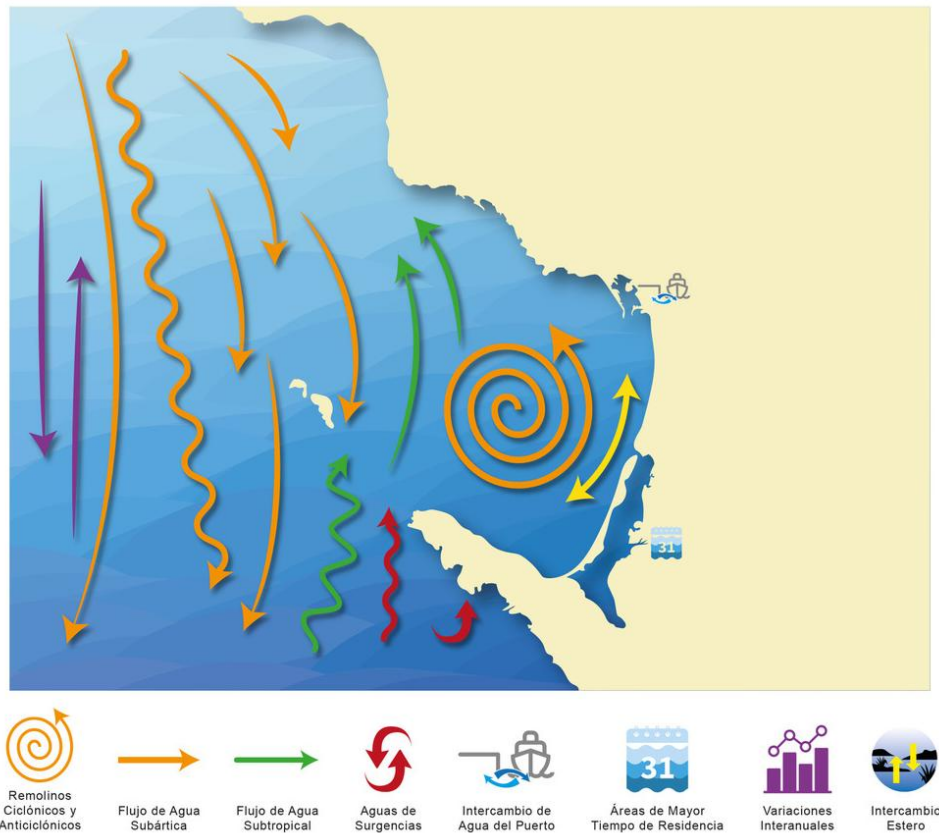 31
31
Remolinos
Ciclónicos y
Anticiclónicos
Flujo de Agua
Subártica
Flujo de Agua
Subtropical
Aguas de
Surgencias
Intercambio de
Agua del Puerto
Áreas de Mayor
Tiempo de Residencia
Variaciones
Interanuales
Intercambio
Estero